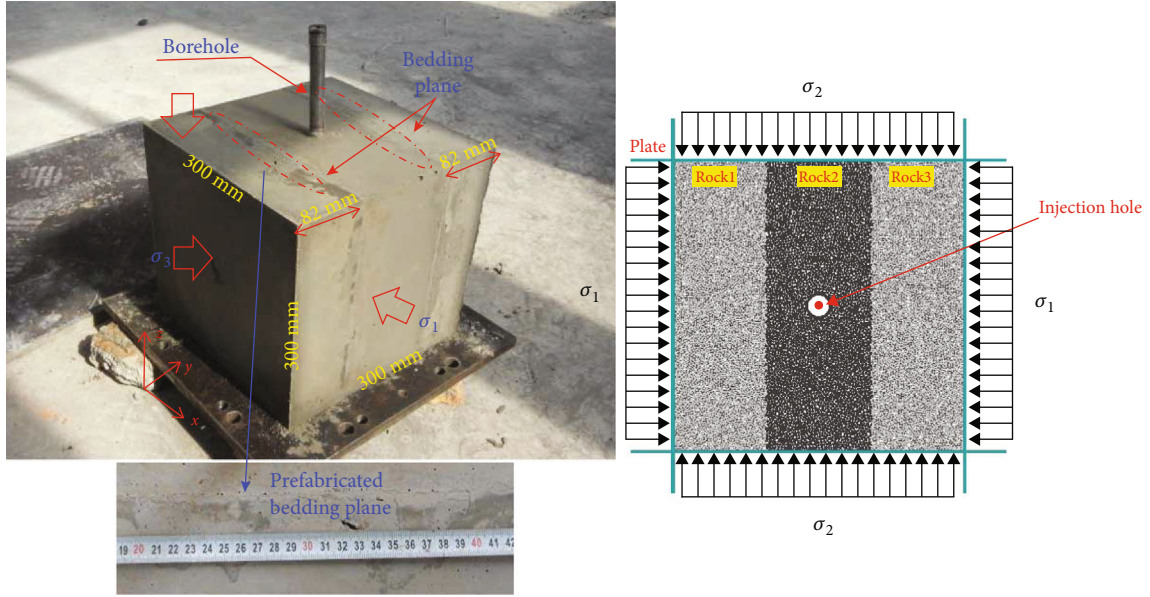 Borehole
Bedding
plane
82 mm
300 mm
82 mm
σ3
σ1
300 mm
300 mm
y
x
Prefabricated
bedding plane
19 20 21 22 23 24 25 26 27 28 29 30 31 32 33 34 35 36 37 38 39 40 41 42
σ2
Plate
Rock1 Rock2 Rock3
Injection hole
σ1
σ1
σ2